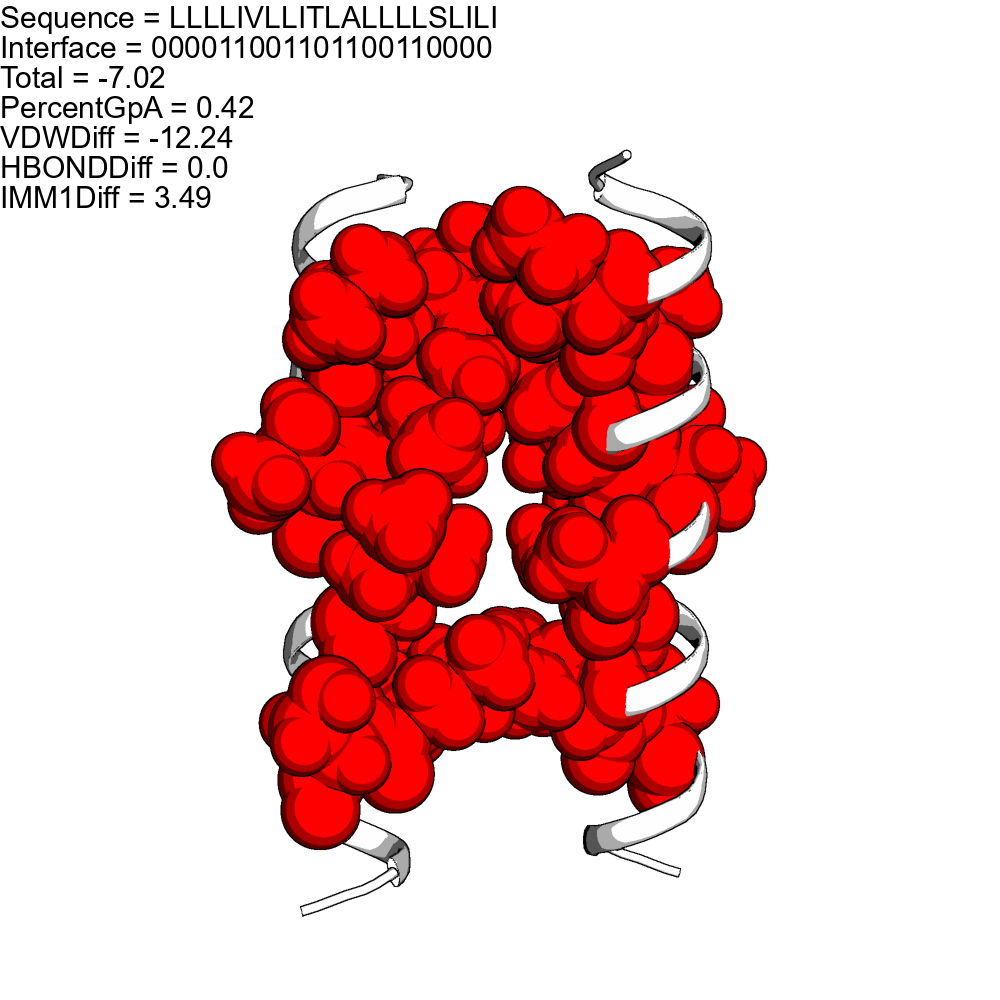 Sequence = LLLLIVLLITLALLLLSLILI
Interface = 000011001101100110000
Total = -7.02
PercentGpA = 0.42
VDWDiff = -12.24
HBONDDiff = 0.0
IMM1Diff = 3.49